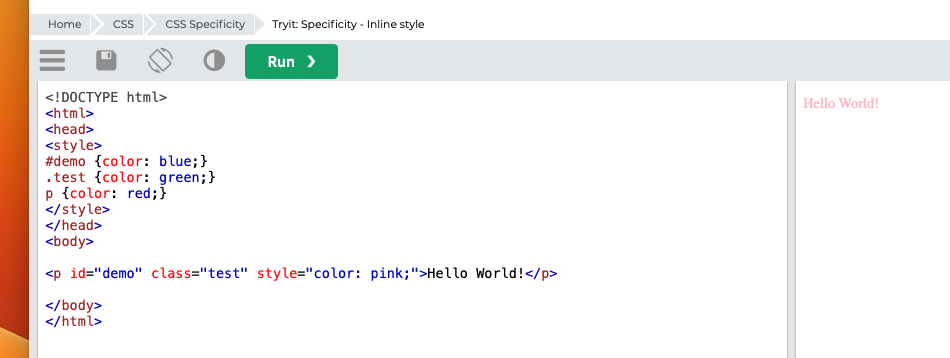 Home CSS CSS Specificity Tryit: Specificity - Inline style
Run ❯
<!DOCTYPE html>
<html>
<head>
<style>
#demo {color: blue;}
.test {color: green;}
p {color: red;}
</style>
</head>
<body>
<p id="demo" class="test" style="color: pink;">Hello World!</p>
</body>
</html>
Hello World!